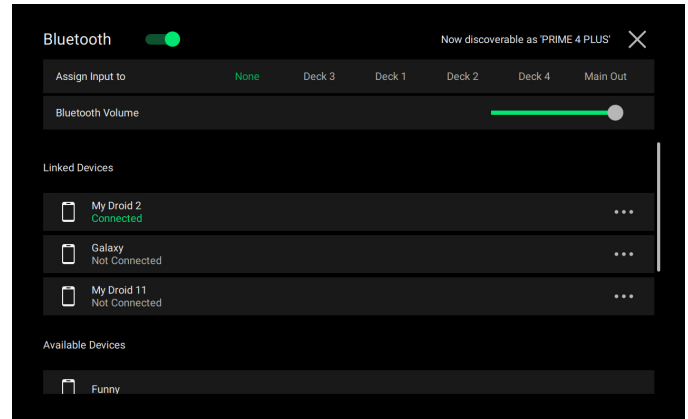 Bluetooth
Now discoverable as 'PRIME 4 PLUS'
Assign Input to None Deck 3 Deck 1 Deck 2 Deck 4 Main Out
Bluetooth Volume
Linked Devices
My Droid 2
Connected
Galaxy
Not Connected
My Droid 11
Not Connected
Available Devices
Funny